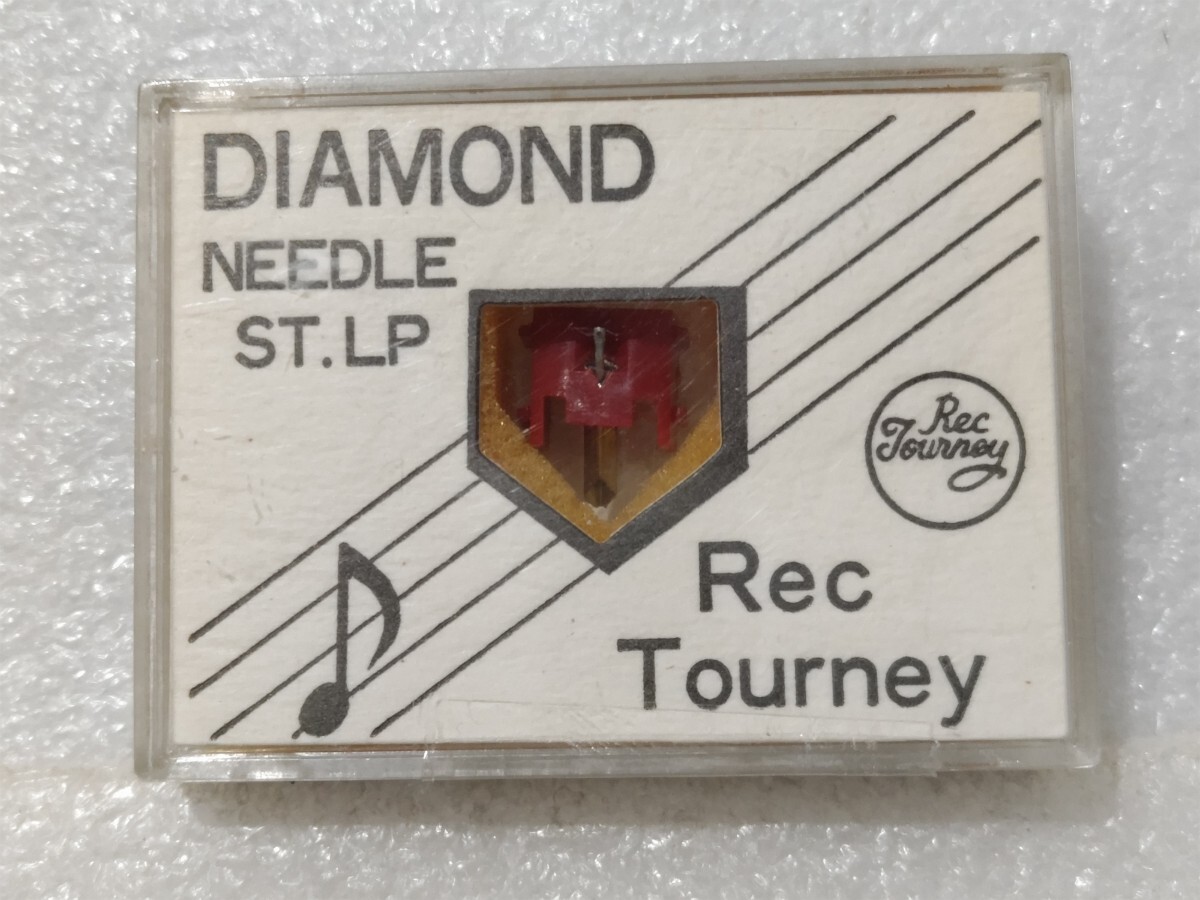 DIAMOND
NEEDLE
ST.LP
Rec
Tourney
Rec
Tourney